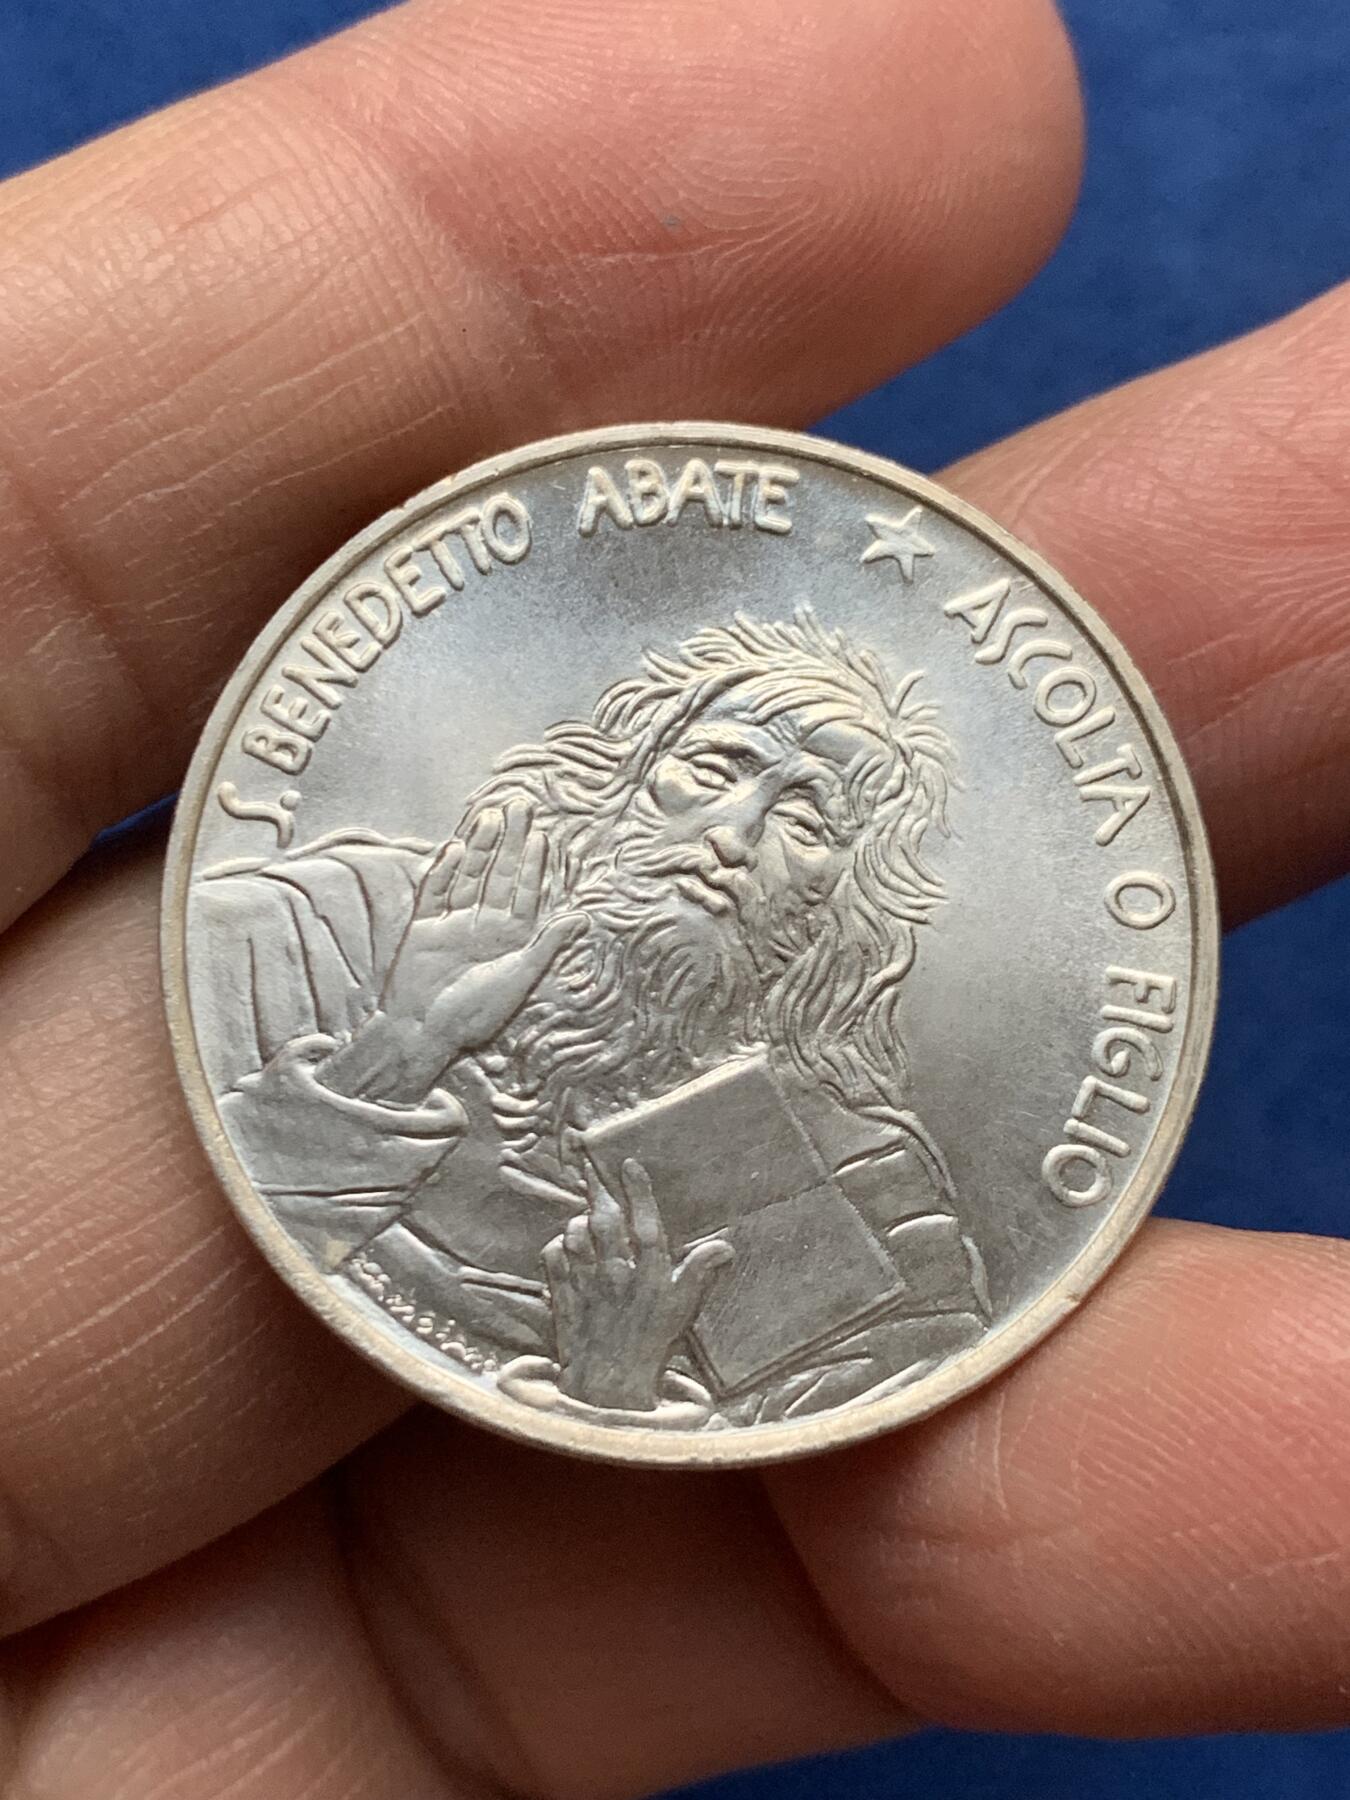 S. BENEDETTO ABATE ★ ASCOLTA O FIGLIO